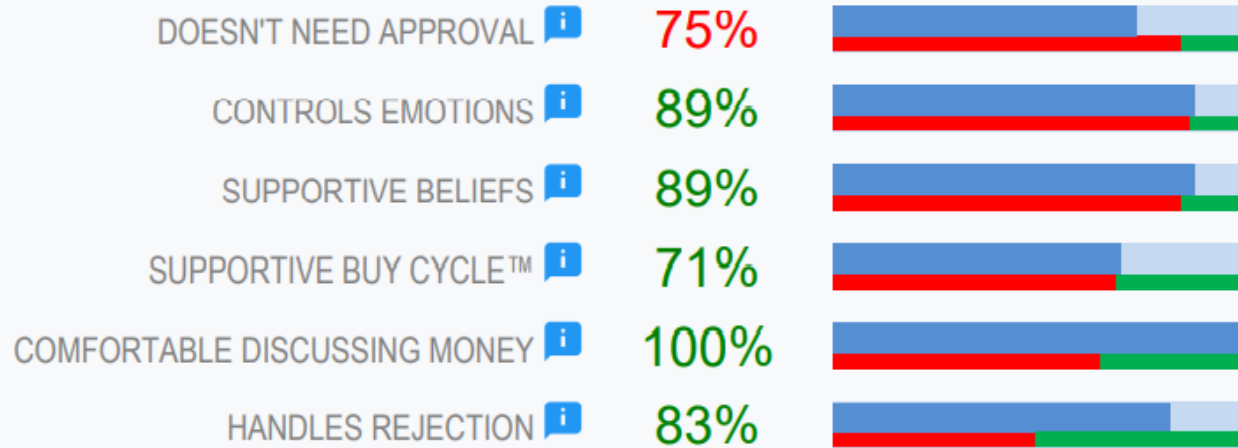 DOESN'T NEED APPROVAL i 75%
CONTROLS EMOTIONS i 89%
SUPPORTIVE BELIEFS i 89%
SUPPORTIVE BUY CYCLE™ i 71%
COMFORTABLE DISCUSSING MONEY i 100%
HANDLES REJECTION i 83%